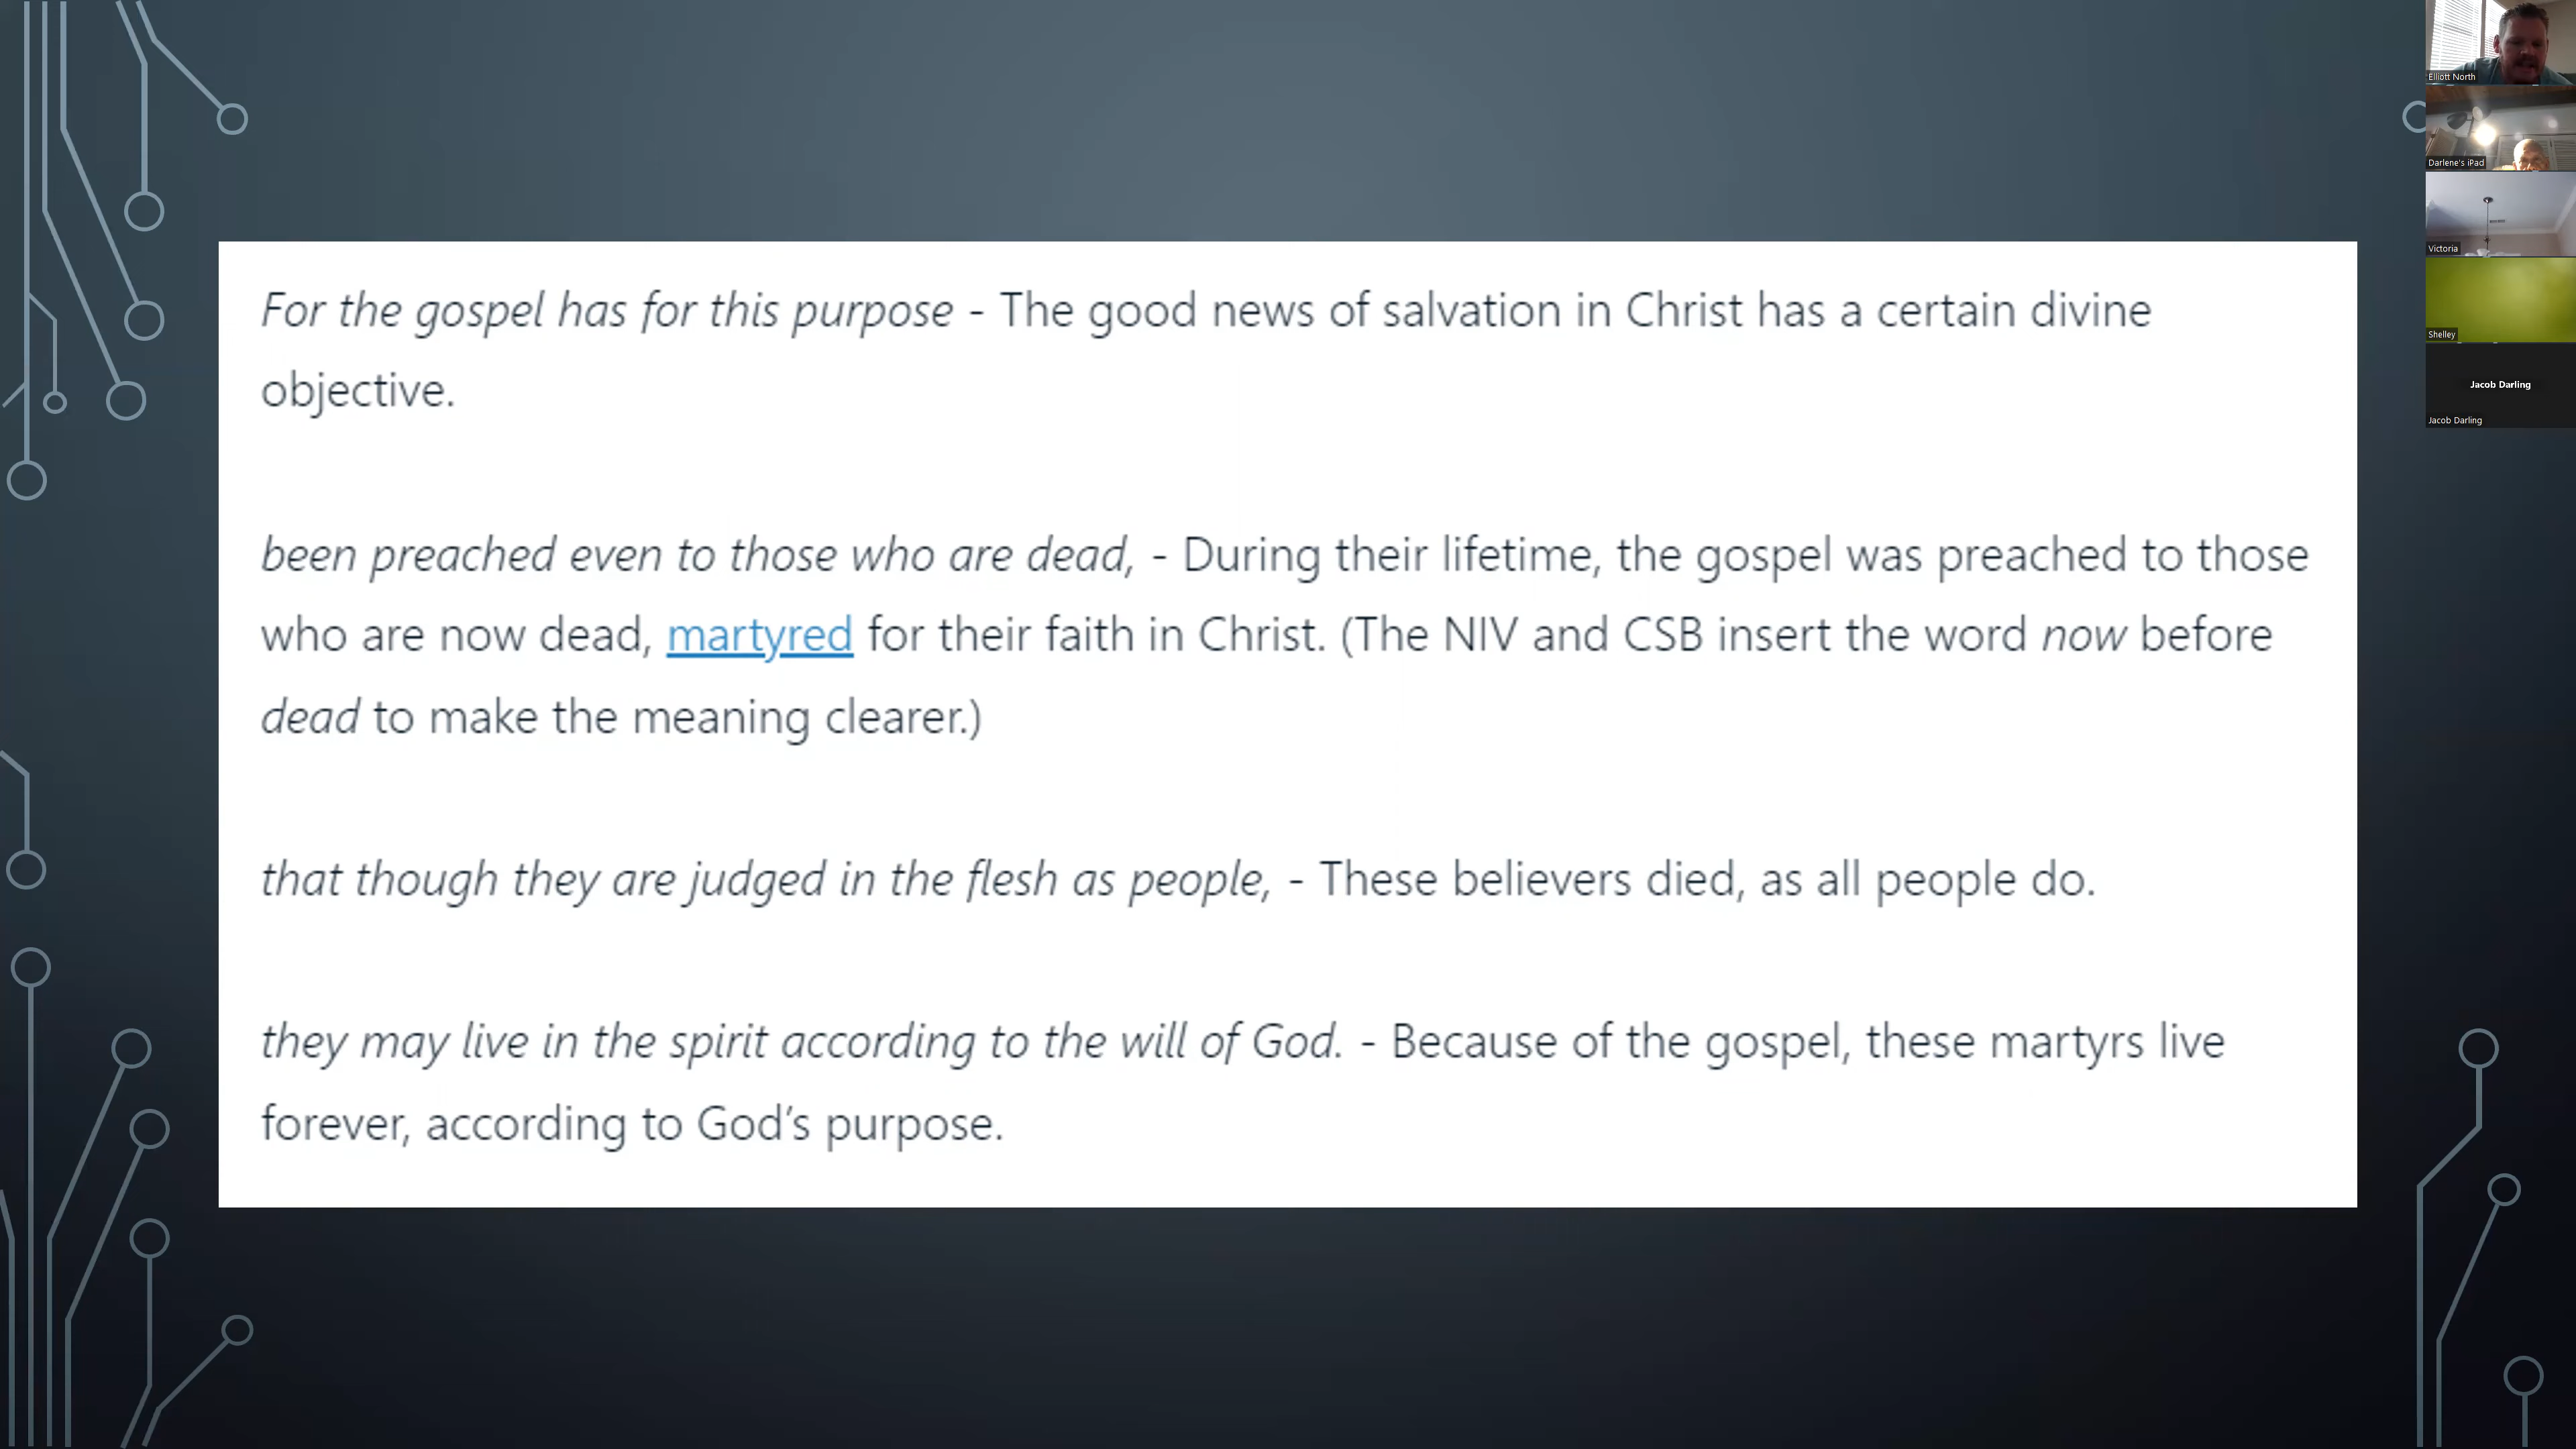 For the gospel has for this purpose - The good news of salvation in Christ has a certain divine
objective.
been preached even to those who are dead, - During their lifetime, the gospel was preached to those
who are now dead, martyred for their faith in Christ. (The NIV and CSB insert the word now before
dead to make the meaning clearer.)
that though they are judged in the flesh as people, - These believers died, as all people do.
they may live in the spirit according to the will of God. - Because of the gospel, these martyrs live
forever, according to God’s purpose.
Elliott North
Darlene's iPad
Victoria
Shelley
Jacob Darling
Jacob Darling